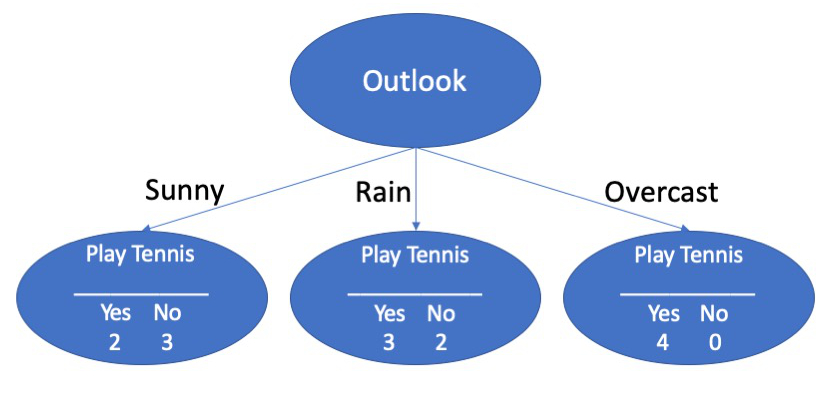 Outlook
Sunny
Rain
Overcast
Play Tennis
Yes No
2 3
Play Tennis
Yes No
3 2
Play Tennis
Yes No
4 0